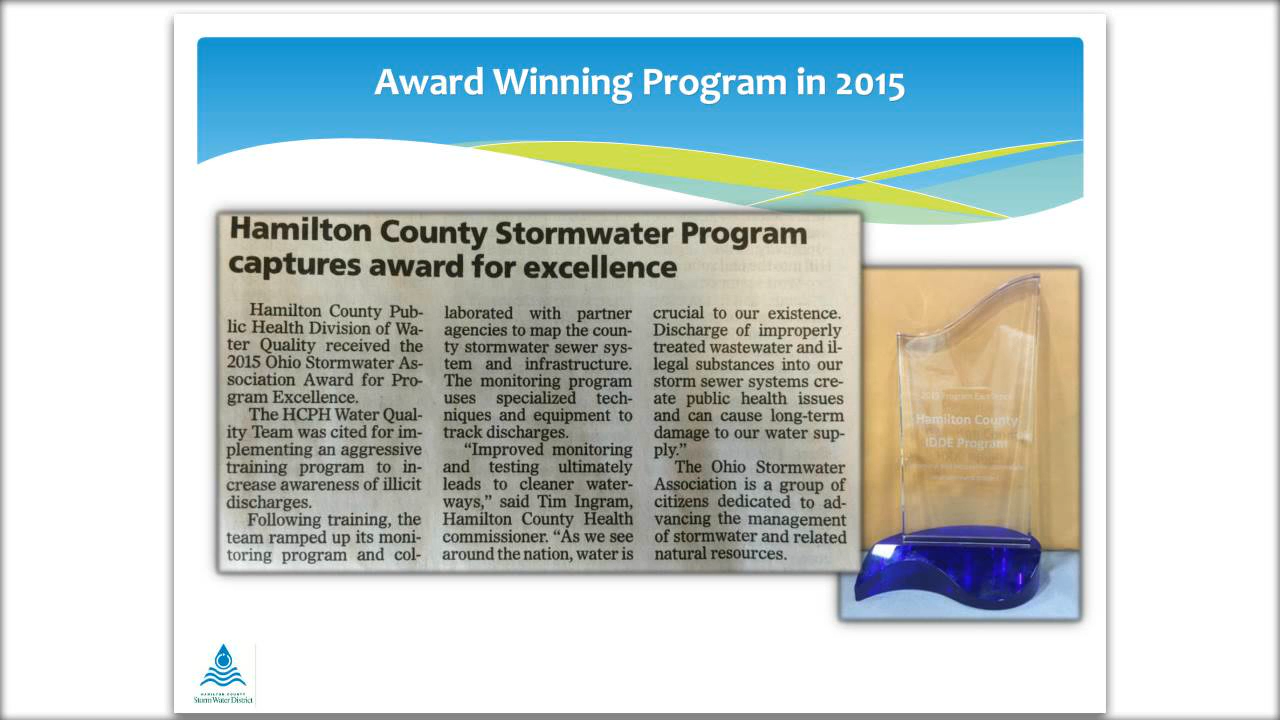 Award Winning Program in 2015
Hamilton County Stormwater Program
captures award for excellence
Hamilton County Pub-
lic Health Division of Wa-
ter Quality received the
2015 Ohio Stormwater As-
sociation Award for Pro-
gram Excellence.
The HCPH Water Qual-
ity Team was cited for im-
plementing an aggressive
training program to in-
crease awareness of illicit
discharges.
Following training, the
team ramped up its moni-
toring program and col-
laborated with partner
agencies to map the coun-
ty stormwater sewer sys-
tem and infrastructure.
The monitoring program
uses specialized tech-
niques and equipment to
track discharges.
“Improved monitoring
and testing ultimately
leads to cleaner water-
ways,” said Tim Ingram,
Hamilton County Health
commissioner. “As we see
around the nation, water is
crucial to our existence.
Discharge of improperly
treated wastewater and il-
legal substances into our
storm sewer systems cre-
ate public health issues
and can cause long-term
damage to our water sup-
ply.”
The Ohio Stormwater
Association is a group of
citizens dedicated to ad-
vancing the management
of stormwater and related
natural resources.
2015 Program Excellence
Hamilton County
IDDE Program
HAMILTON COUNTY
Storm Water District